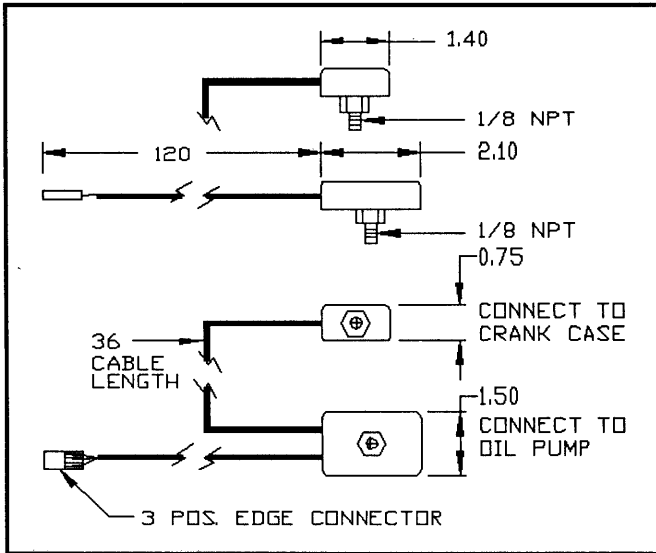 1.40
1/8 NPT
120
2.10
1/8 NPT
0.75
CONNECT TO
CRANK CASE
36
CABLE
LENGTH
1.50
CONNECT TO
OIL PUMP
3 POS. EDGE CONNECTOR